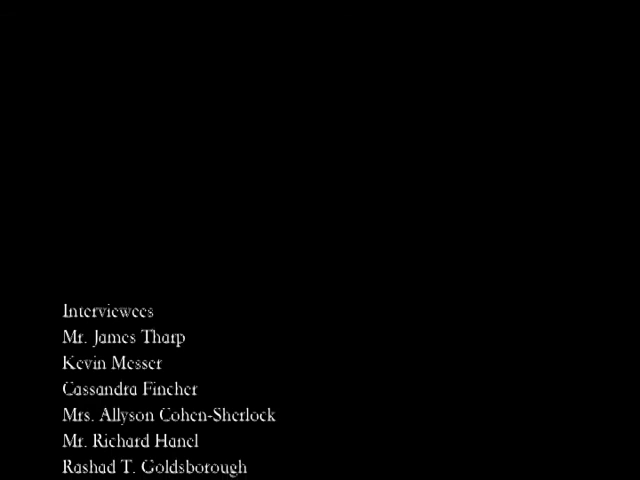 Interviewees
Mr. James Tharp
Kevin Messer
Cassandra Fincher
Mrs. Allyson Cohen-Sherlock
Mr. Richard Hanel
Rashad T. Goldsborough